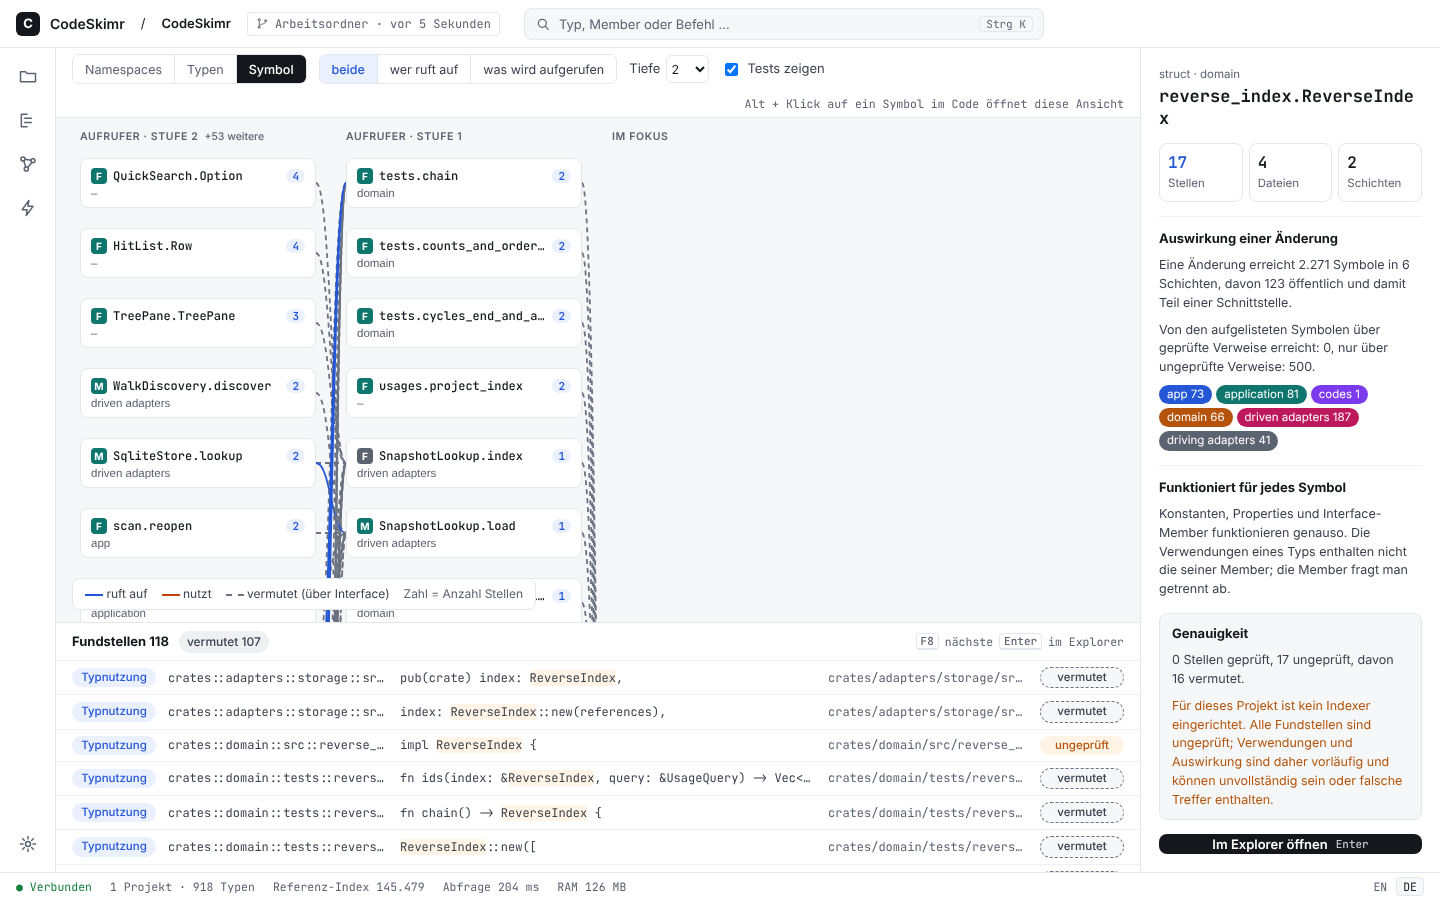 C CodeSkimr / CodeSkimr Arbeitsordner · vor 5 Sekunden Typ, Member oder Befehl ... Strg K
Namespaces Typen Symbol beide wer ruft auf was wird aufgerufen Tiefe 2 Tests zeigen
Alt + Klick auf ein Symbol im Code öffnet diese Ansicht
AUFRUFER · STUFE 2 +53 weitere
F QuickSearch.Option 4
–
F HitList.Row 4
–
F TreePane.TreePane 3
–
M WalkDiscovery.discover 2
driven adapters
M SqliteStore.lookup 2
driven adapters
F scan.reopen 2
app
application
AUFRUFER · STUFE 1
F tests.chain 2
domain
F tests.counts_and_order… 2
domain
F tests.cycles_end_and_a… 2
domain
F usages.project_index 2
–
F SnapshotLookup.index 1
driven adapters
M SnapshotLookup.load 1
driven adapters
… 1
domain
IM FOKUS
ruft auf nutzt vermutet (über Interface) Zahl = Anzahl Stellen
Fundstellen 118 vermutet 107 F8 nächste Enter im Explorer
Typnutzung crates::adapters::storage::sr… pub(crate) index: ReverseIndex, crates/adapters/storage/sr… vermutet
Typnutzung crates::adapters::storage::sr… index: ReverseIndex::new(references), crates/adapters/storage/sr… vermutet
Typnutzung crates::domain::src::reverse_… impl ReverseIndex { crates/domain/src/reverse_… ungeprüft
Typnutzung crates::domain::tests::revers… fn ids(index: &ReverseIndex, query: &UsageQuery) -> Vec<… crates/domain/tests/revers… vermutet
Typnutzung crates::domain::tests::revers… fn chain() -> ReverseIndex { crates/domain/tests/revers… vermutet
Typnutzung crates::domain::tests::revers… ReverseIndex::new([ crates/domain/tests/revers… vermutet
struct · domain
reverse_index.ReverseInde
x
17 4 2
Stellen Dateien Schichten
Auswirkung einer Änderung
Eine Änderung erreicht 2.271 Symbole in 6
Schichten, davon 123 öffentlich und damit
Teil einer Schnittstelle.
Von den aufgelisteten Symbolen über
geprüfte Verweise erreicht: 0, nur über
ungeprüfte Verweise: 500.
app 73 application 81 codes 1
domain 66 driven adapters 187
driving adapters 41
Funktioniert für jedes Symbol
Konstanten, Properties und Interface-
Member funktionieren genauso. Die
Verwendungen eines Typs enthalten nicht
die seiner Member; die Member fragt man
getrennt ab.
Genauigkeit
0 Stellen geprüft, 17 ungeprüft, davon
16 vermutet.
Für dieses Projekt ist kein Indexer
eingerichtet. Alle Fundstellen sind
ungeprüft; Verwendungen und
Auswirkung sind daher vorläufig und
können unvollständig sein oder falsche
Treffer enthalten.
Im Explorer öffnen Enter
Verbunden 1 Projekt · 918 Typen Referenz-Index 145.479 Abfrage 204 ms RAM 126 MB EN DE